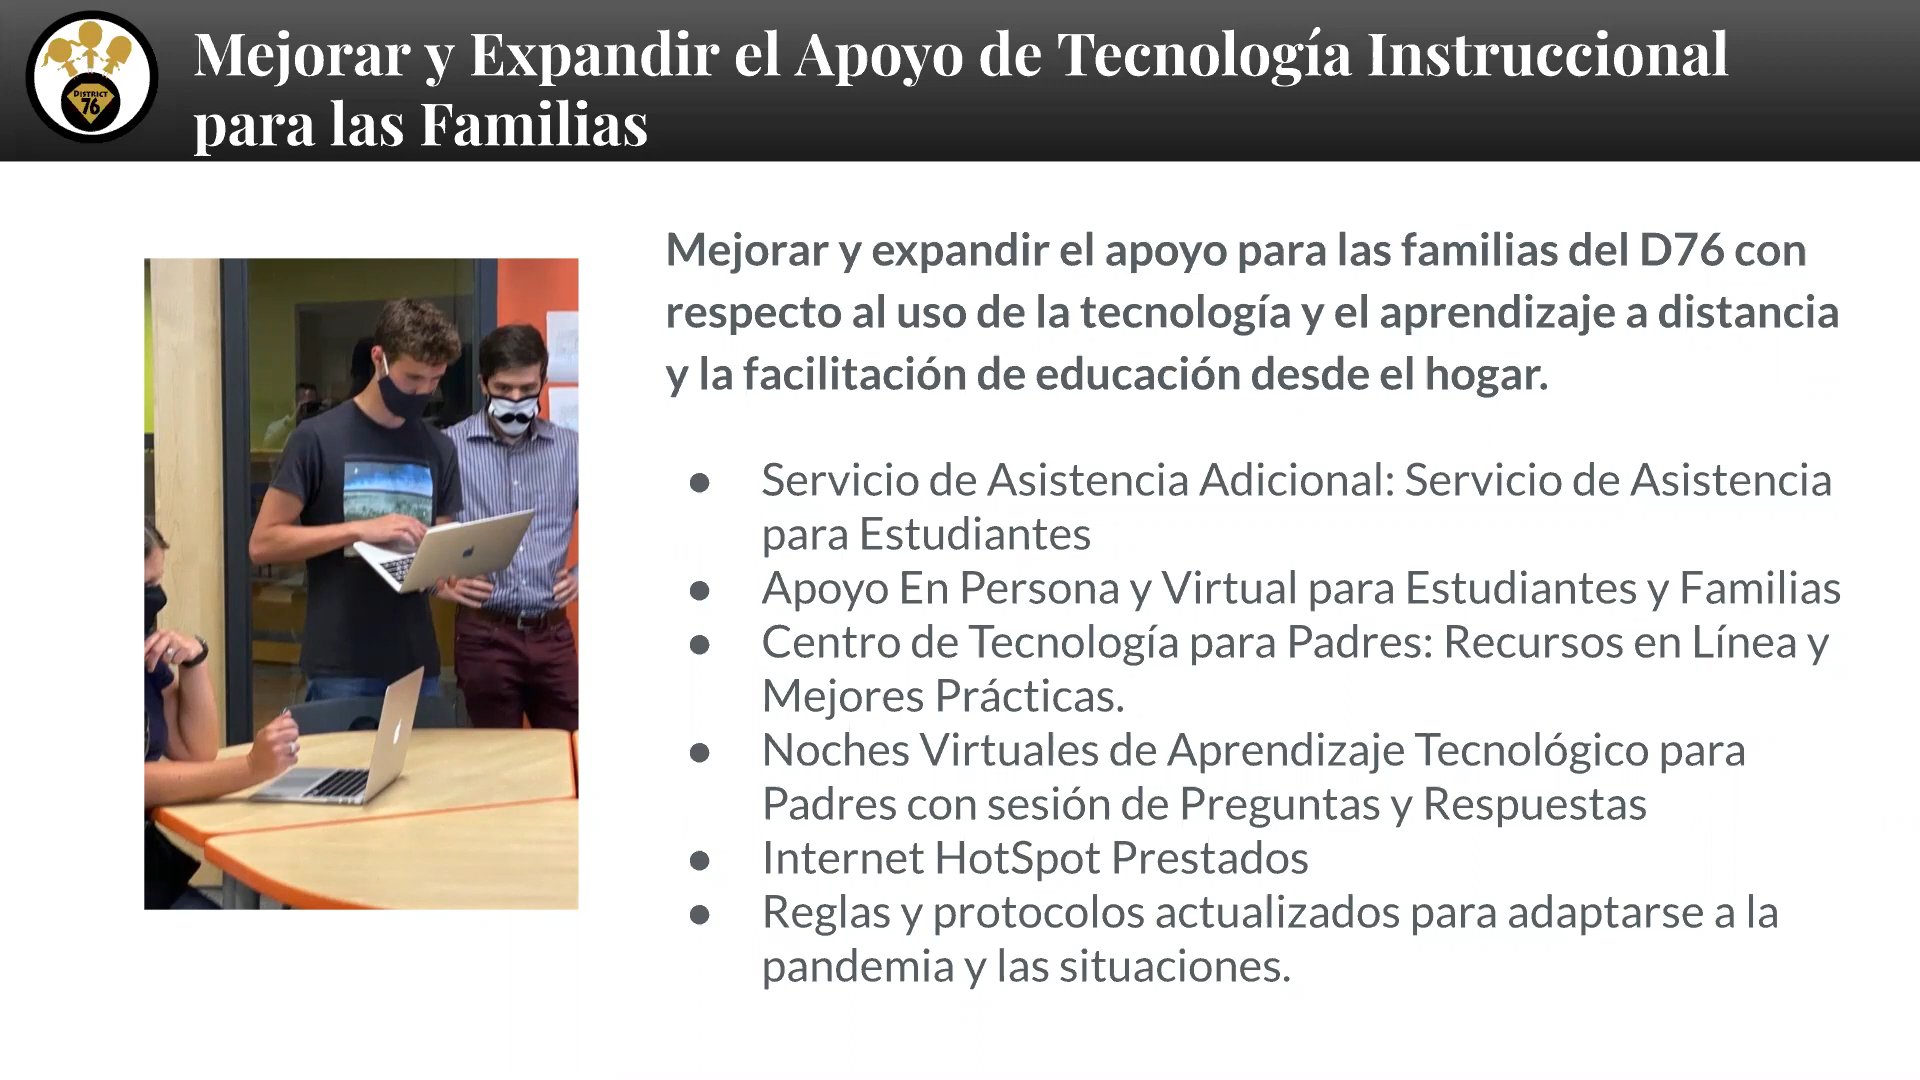 Mejorar y Expandir el Apoyo de Tecnología Instruccional
para las Familias
DISTRICT
76
Mejorar y expandir el apoyo para las familias del D76 con
respecto al uso de la tecnología y el aprendizaje a distancia
y la facilitación de educación desde el hogar.
● Servicio de Asistencia Adicional: Servicio de Asistencia
para Estudiantes
● Apoyo En Persona y Virtual para Estudiantes y Familias
● Centro de Tecnología para Padres: Recursos en Línea y
Mejores Prácticas.
● Noches Virtuales de Aprendizaje Tecnológico para
Padres con sesión de Preguntas y Respuestas
● Internet HotSpot Prestados
● Reglas y protocolos actualizados para adaptarse a la
pandemia y las situaciones.